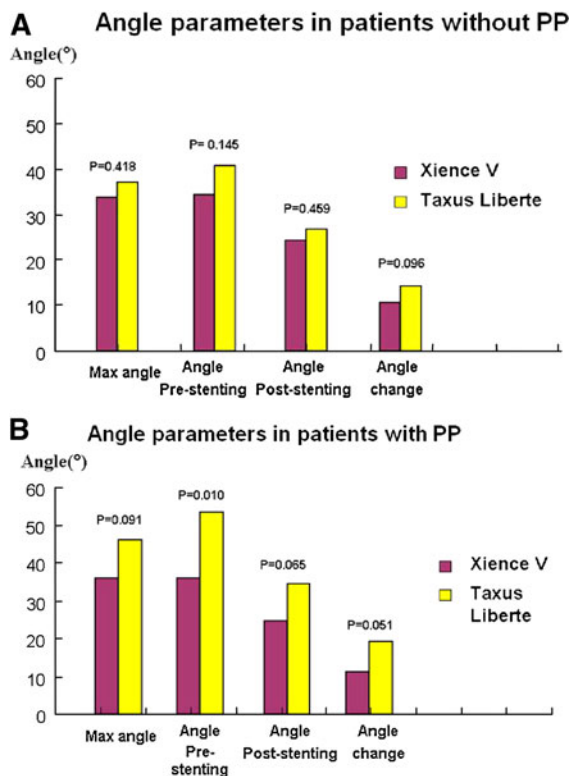 A
Angle parameters in patients without PP
Angle(°)
60
50
40
30
20
10
0
P=0.418
P= 0.145
P=0.459
P=0.096
Xience V
Taxus Liberte
Max angle
Angle
Pre-stenting
Angle
Post-stenting
Angle
change
B
Angle parameters in patients with PP
Angle(°)
60
50
40
30
20
10
0
P=0.091
P=0.010
P=0.065
P=0.051
Xience V
Taxus
Liberte
Max angle
Angle
Pre-
stenting
Angle
Post-stenting
Angle
change